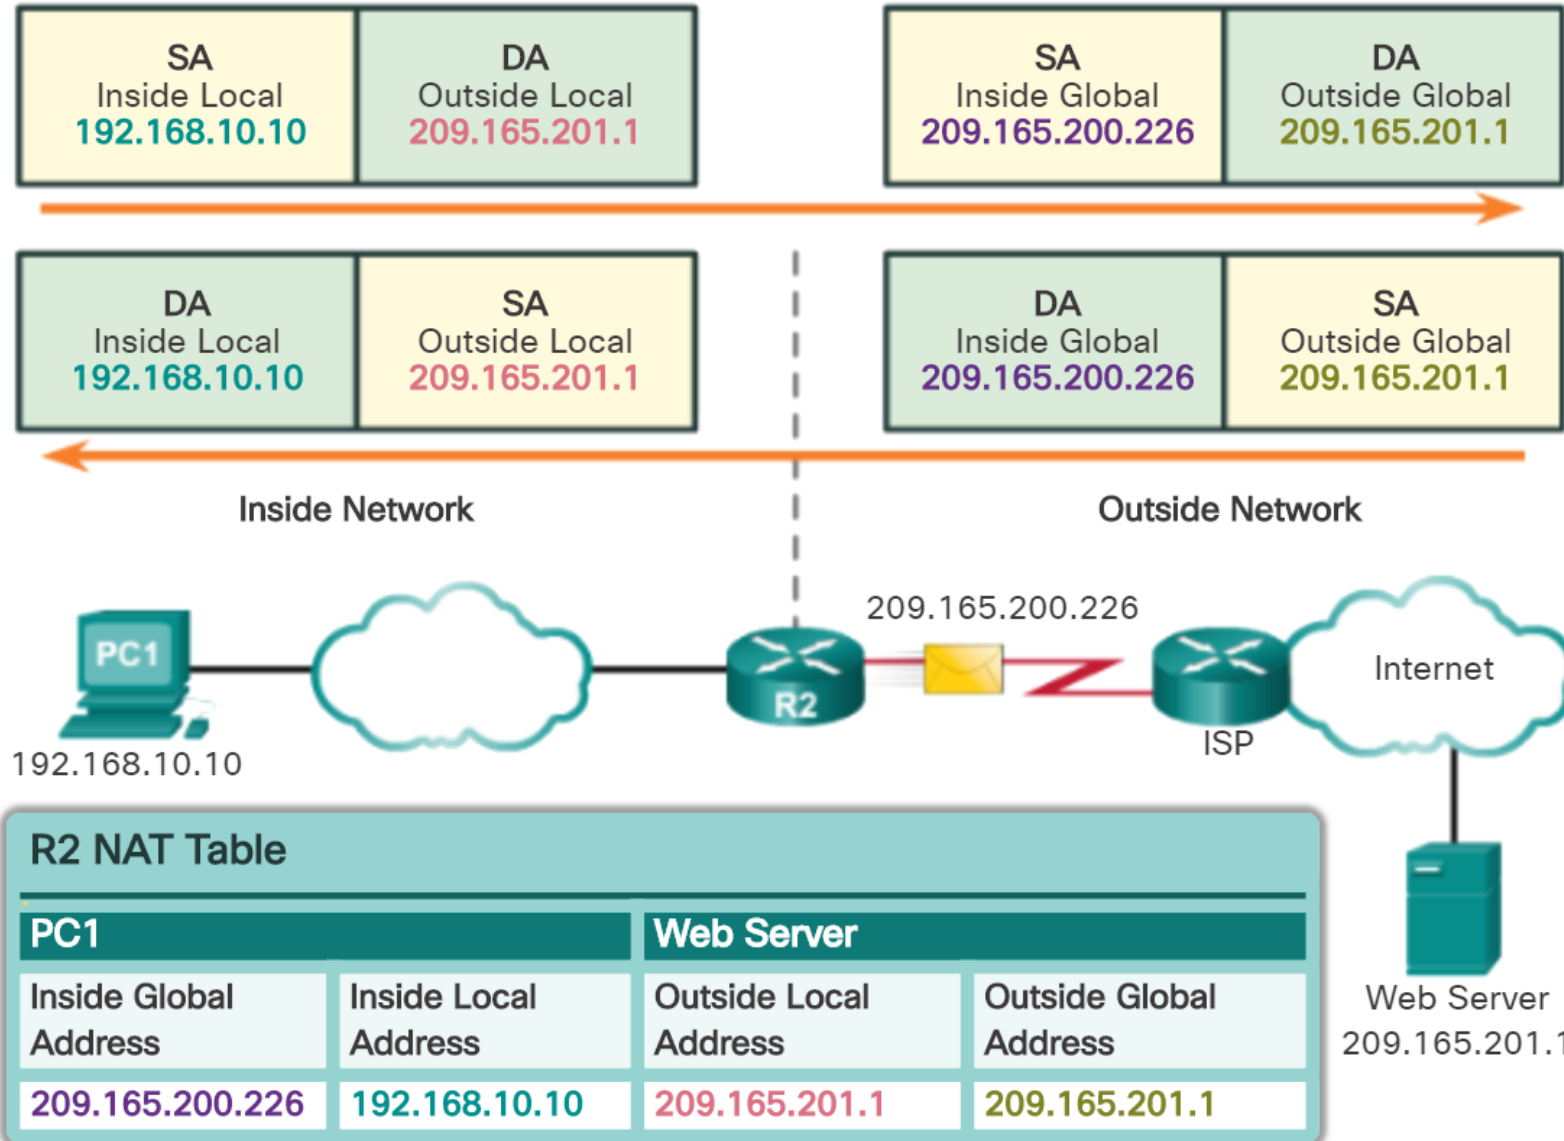 SA
Inside Local
192.168.10.10
DA
Outside Local
209.165.201.1
SA
Inside Global
209.165.200.226
DA
Outside Global
209.165.201.1
DA
Inside Local
192.168.10.10
SA
Outside Local
209.165.201.1
DA
Inside Global
209.165.200.226
SA
Outside Global
209.165.201.1
Inside Network
Outside Network
209.165.200.226
PC1
R2
Internet
ISP
192.168.10.10
R2 NAT Table
PC1
Web Server
Inside Global
Address
Inside Local
Address
Outside Local
Address
Outside Global
Address
209.165.200.226
192.168.10.10
209.165.201.1
209.165.201.1
Web Server
209.165.201.1